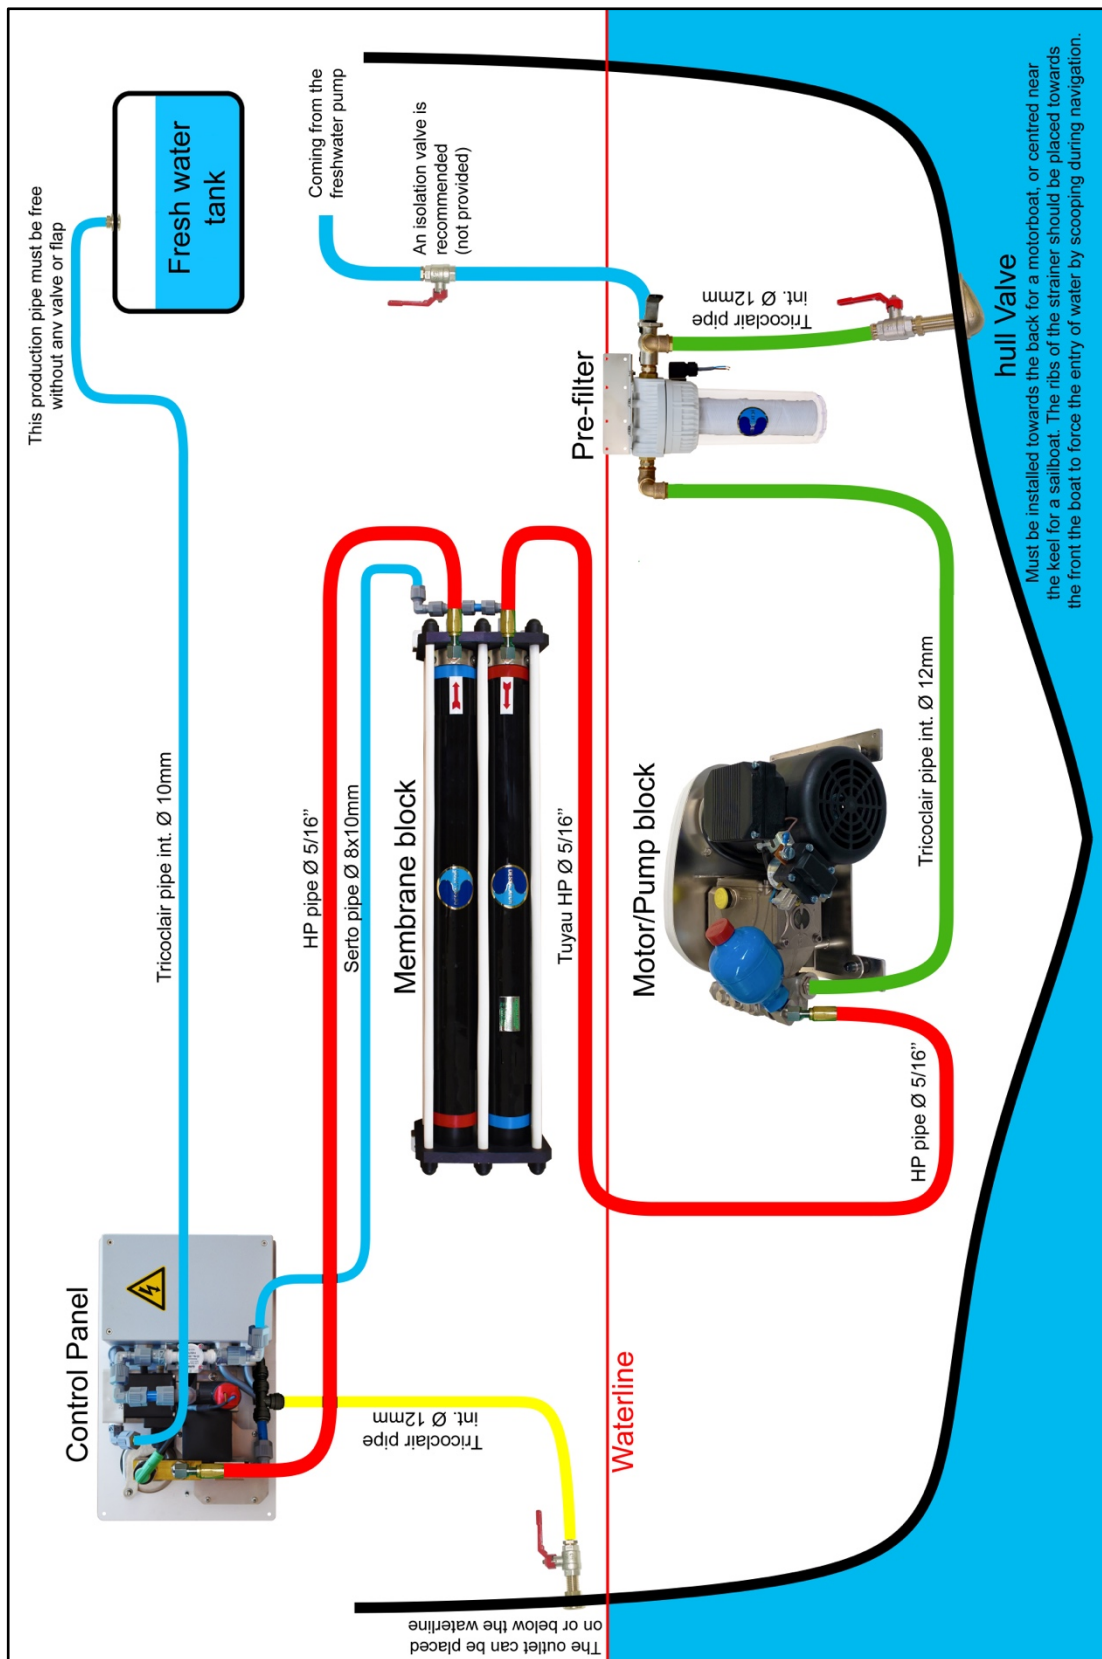 This production pipe must be free
without any valve or flap
Fresh water
tank
Coming from the
freshwater pump
An isolation valve is
recommended
(not provided)
Control Panel
Tricoclair pipe int. Ø 10mm
HP pipe Ø 5/16”
Serto pipe Ø 8x10mm
Membrane block
Tricoclair pipe
int. Ø 12mm
Tuyau HP Ø 5/16”
Pre-filter
Tricoclair pipe
int. Ø 12mm
The outlet can be placed
on or below the waterline
Waterline
Motor/Pump block
HP pipe Ø 5/16”
Tricoclair pipe int. Ø 12mm
hull Valve
Must be installed towards the back for a motorboat, or centred near
the keel for a sailboat. The ribs of the strainer should be placed towards
the front the boat to force the entry of water by scooping during navigation.